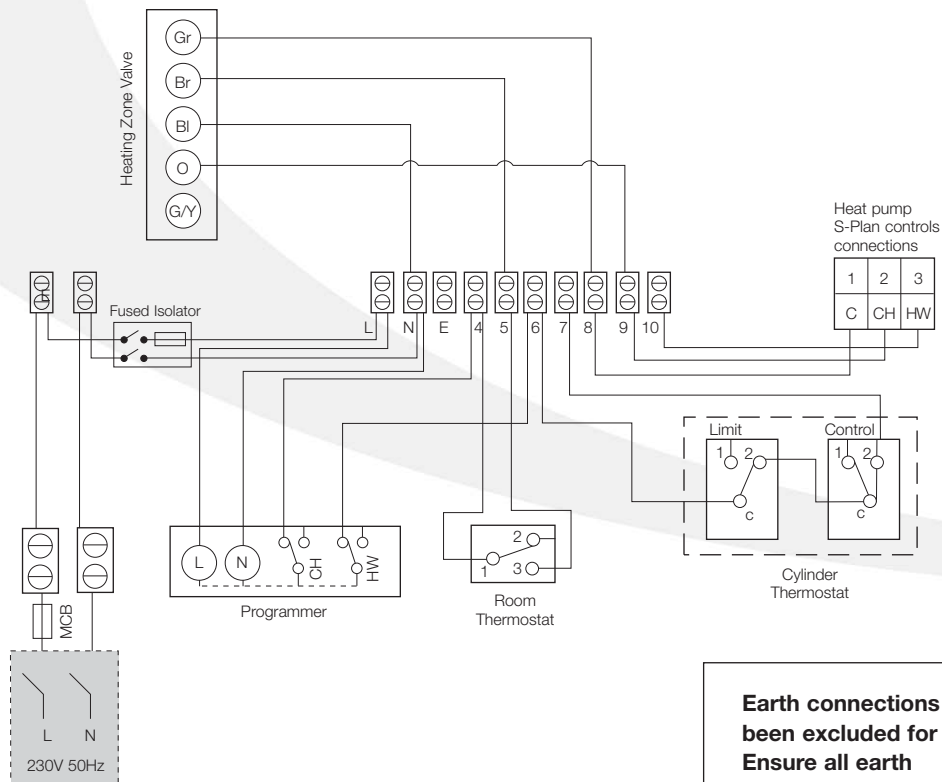 Heating Zone Valve
Gr
Br
Bl
O
G/Y
Heat pump
S-Plan controls
connections
1 2 3
C CH HW
Fused Isolator
L N E 4 5 6 7 8 9 10
Limit
1 2
C
Control
1 2
C
Cylinder
Thermostat
L N CH HW
Programmer
2
1 3
Room
Thermostat
MCB
L N
230V 50Hz
Earth connections
been excluded for
Ensure all earth